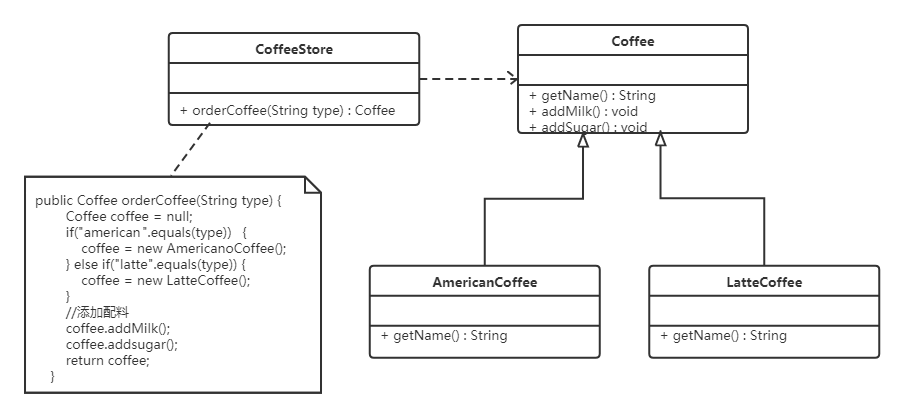 CoffeeStore
+ orderCoffee(String type) : Coffee
Coffee
+ getName() : String
+ addMilk() : void
+ addSugar() : void
public Coffee orderCoffee(String type) {
Coffee coffee = null;
if("american".equals(type)) {
coffee = new AmericanoCoffee();
} else if("latte".equals(type)) {
coffee = new LatteCoffee();
}
//添加配料
coffee.addMilk();
coffee.addsugar();
return coffee;
}
AmericanCoffee
+ getName() : String
LatteCoffee
+ getName() : String